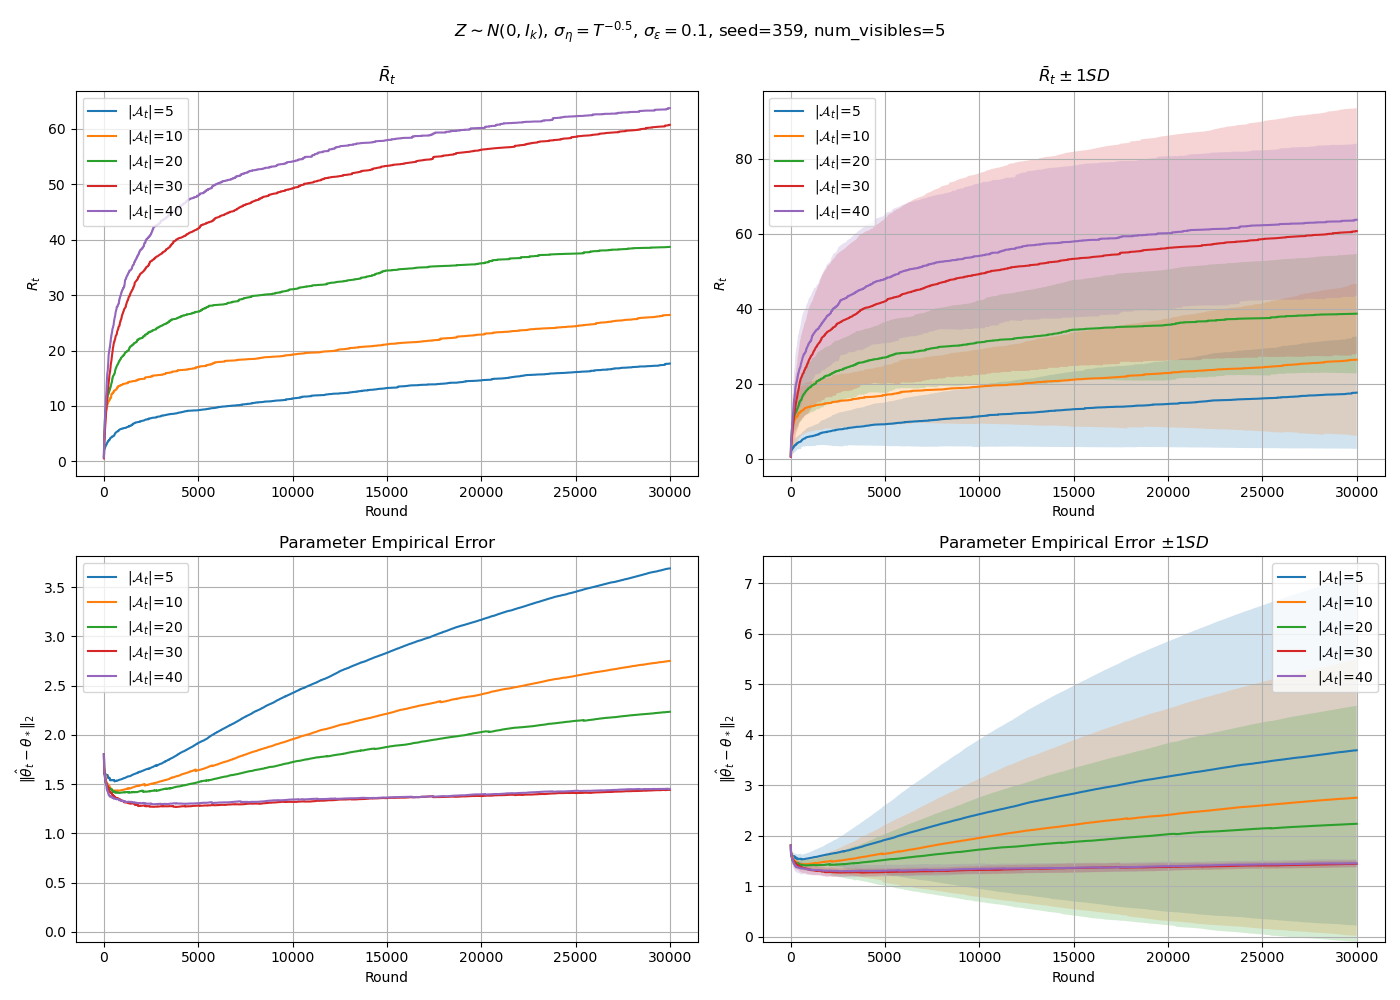 Z ∼ N(0, I_k), σ_η = T^{−0.5}, σ_ε = 0.1, seed=359, num_visibles=5
R̄_t
R_t
|𝒜_t|=5
|𝒜_t|=10
|𝒜_t|=20
|𝒜_t|=30
|𝒜_t|=40
60
50
40
30
20
10
0
0 5000 10000 15000 20000 25000 30000
Round
R̄_t ± 1SD
R_t
|𝒜_t|=5
|𝒜_t|=10
|𝒜_t|=20
|𝒜_t|=30
|𝒜_t|=40
80
60
40
20
0
0 5000 10000 15000 20000 25000 30000
Round
Parameter Empirical Error
‖θ̂_t − θ_*‖_2
|𝒜_t|=5
|𝒜_t|=10
|𝒜_t|=20
|𝒜_t|=30
|𝒜_t|=40
3.5
3.0
2.5
2.0
1.5
1.0
0.5
0.0
0 5000 10000 15000 20000 25000 30000
Round
Parameter Empirical Error ±1SD
‖θ̂_t − θ_*‖_2
|𝒜_t|=5
|𝒜_t|=10
|𝒜_t|=20
|𝒜_t|=30
|𝒜_t|=40
7
6
5
4
3
2
1
0
0 5000 10000 15000 20000 25000 30000
Round